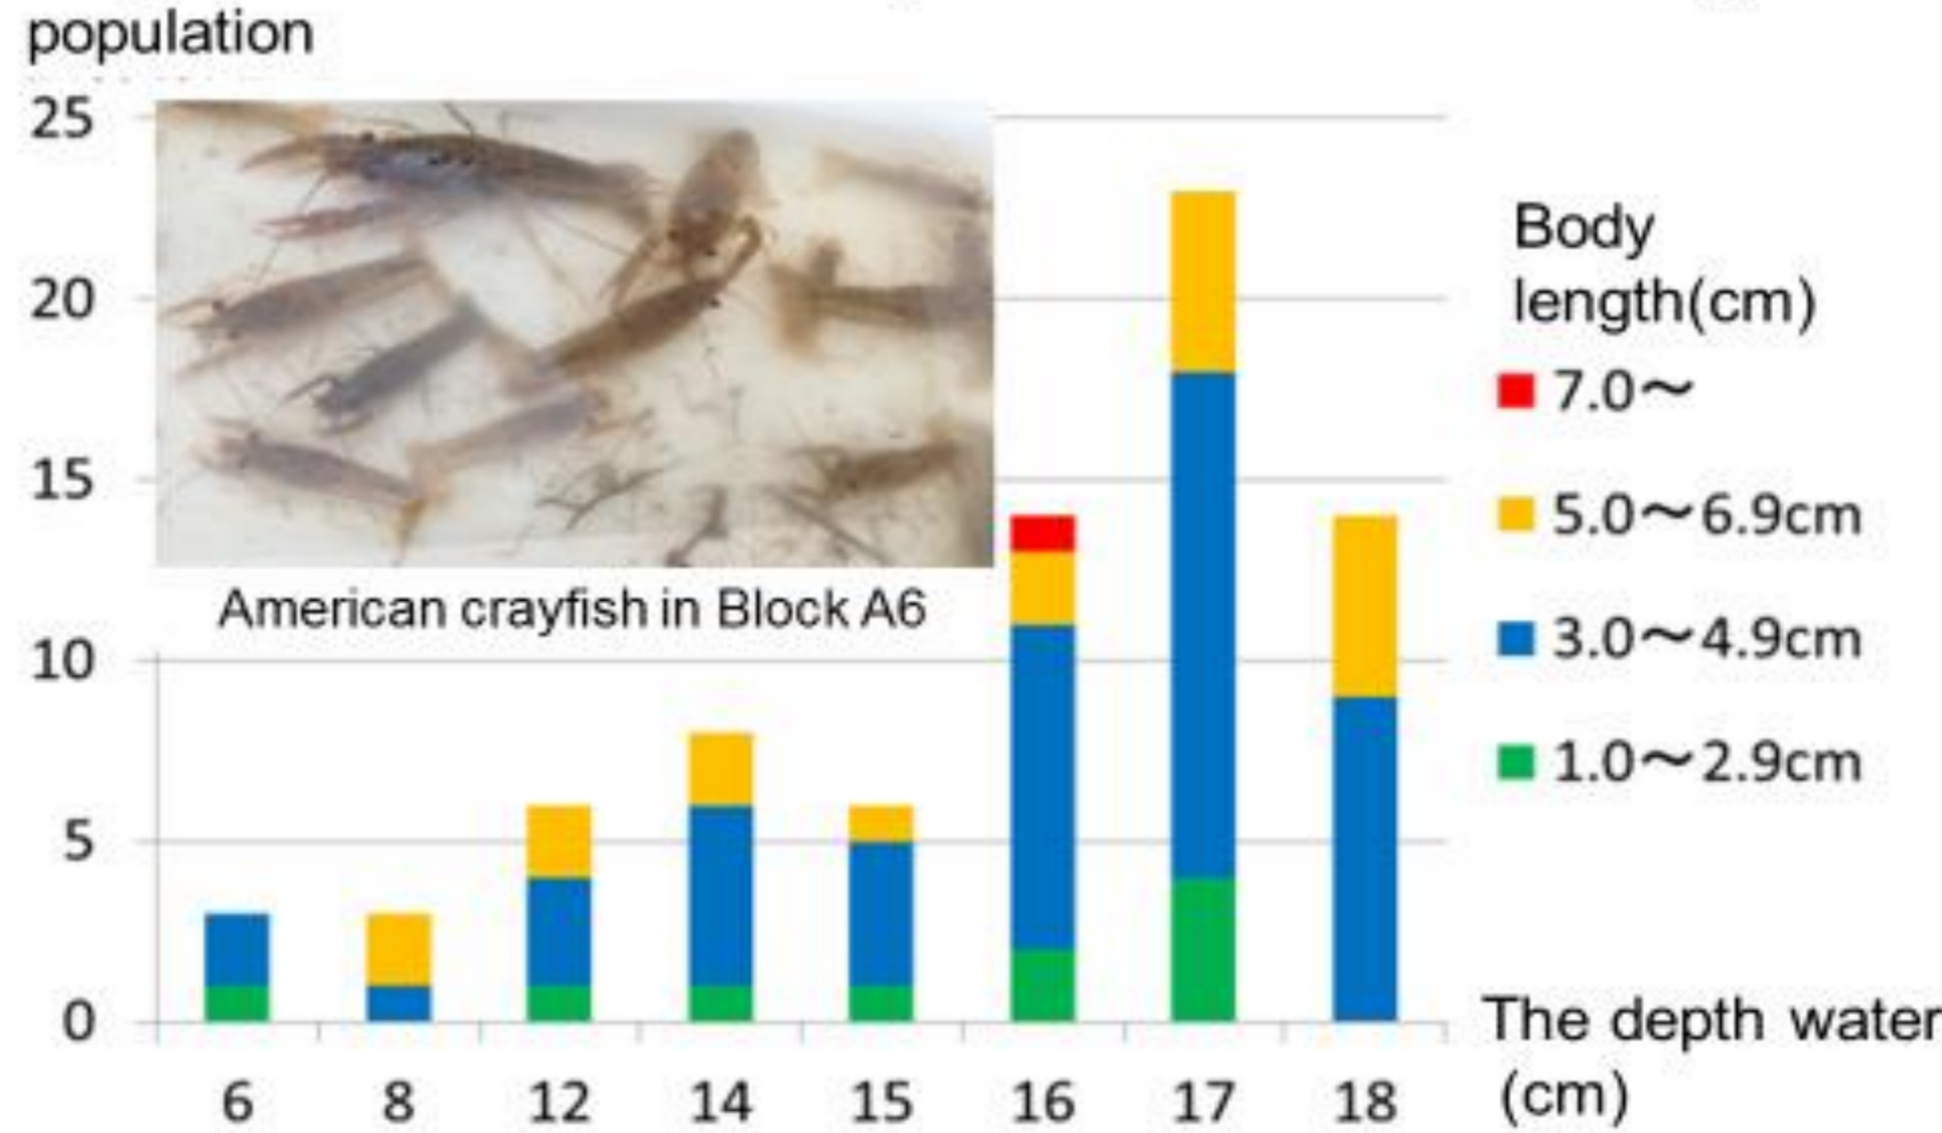 population
25
20
15
10
5
0
American crayfish in Block A6
6 8 12 14 15 16 17 18
The depth water
(cm)
Body
length(cm)
7.0～
5.0～6.9cm
3.0～4.9cm
1.0～2.9cm